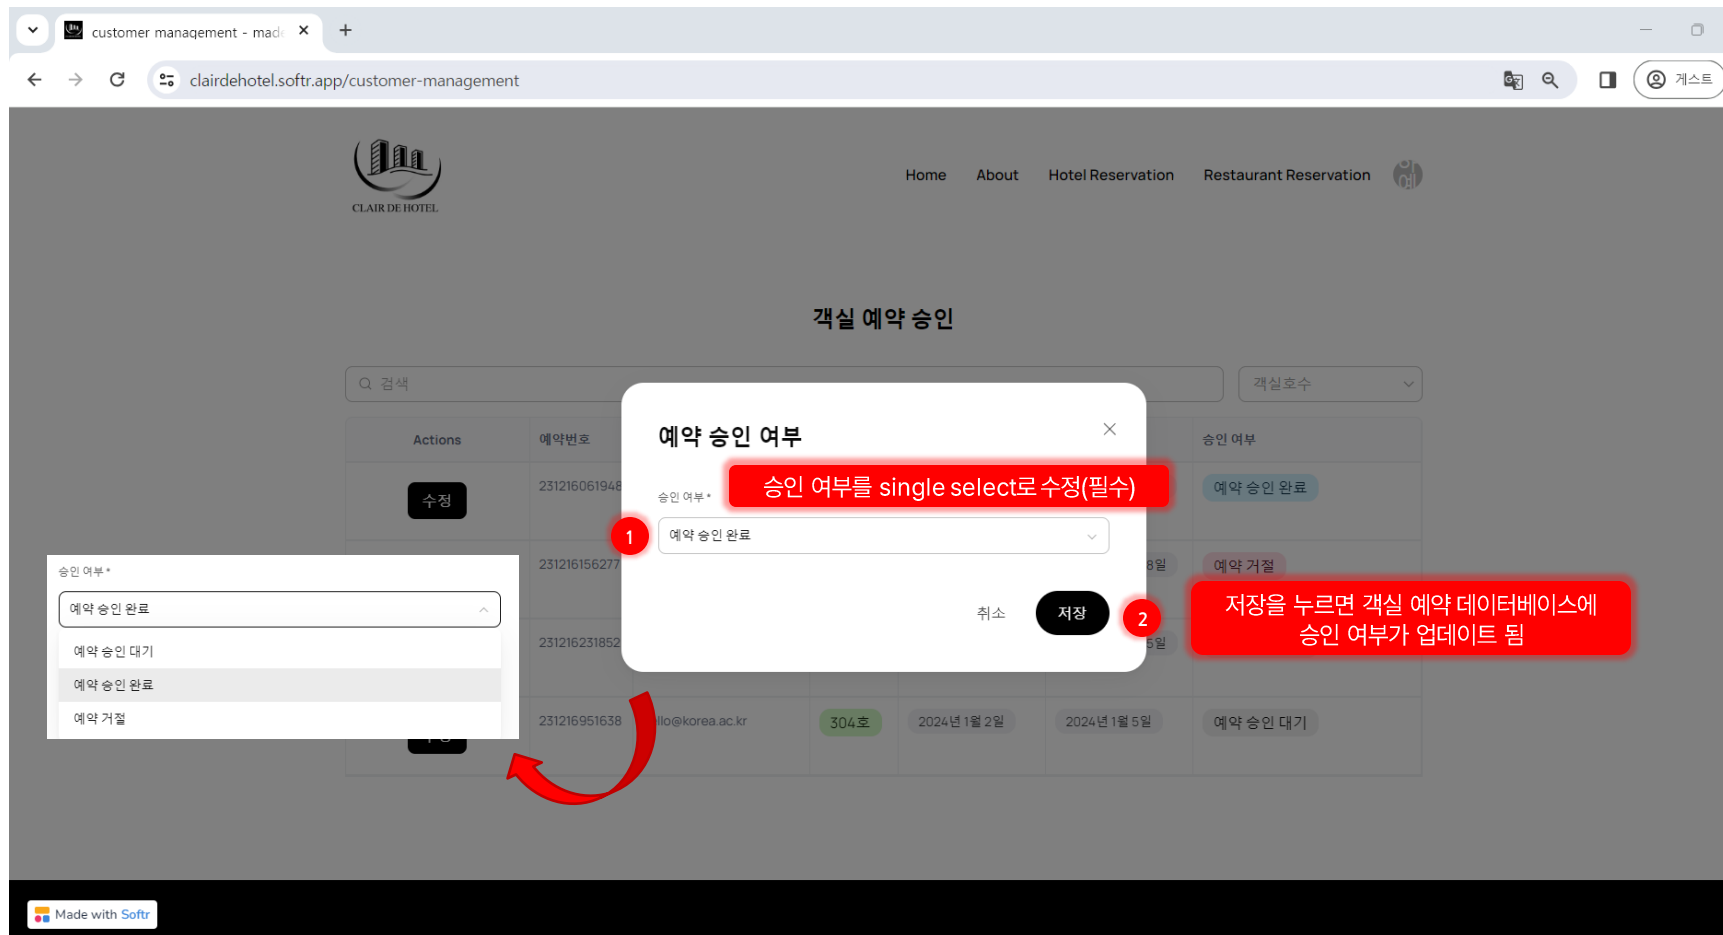 customer management - made
clairdehotel.softr.app/customer-management
게스트
CLAIR DE HOTEL
Home About Hotel Reservation Restaurant Reservation
객실 예약 승인
검색
객실호수
Actions 예약번호 승인 여부
예약 승인 여부
승인 여부를 single select로 수정(필수)
수정 231216061948 예약 승인 완료
승인 여부 *
1 예약 승인 완료
231216156277 8일 예약 거절
승인 여부 *
예약 승인 완료
취소 저장 2
저장을 누르면 객실 예약 데이터베이스에
승인 여부가 업데이트 됨
231216231852 5일
예약 승인 대기
예약 승인 완료
예약 거절
231216951638 @korea.ac.kr 304호 2024년 1월 2일 2024년 1월 5일 예약 승인 대기
Made with Softr